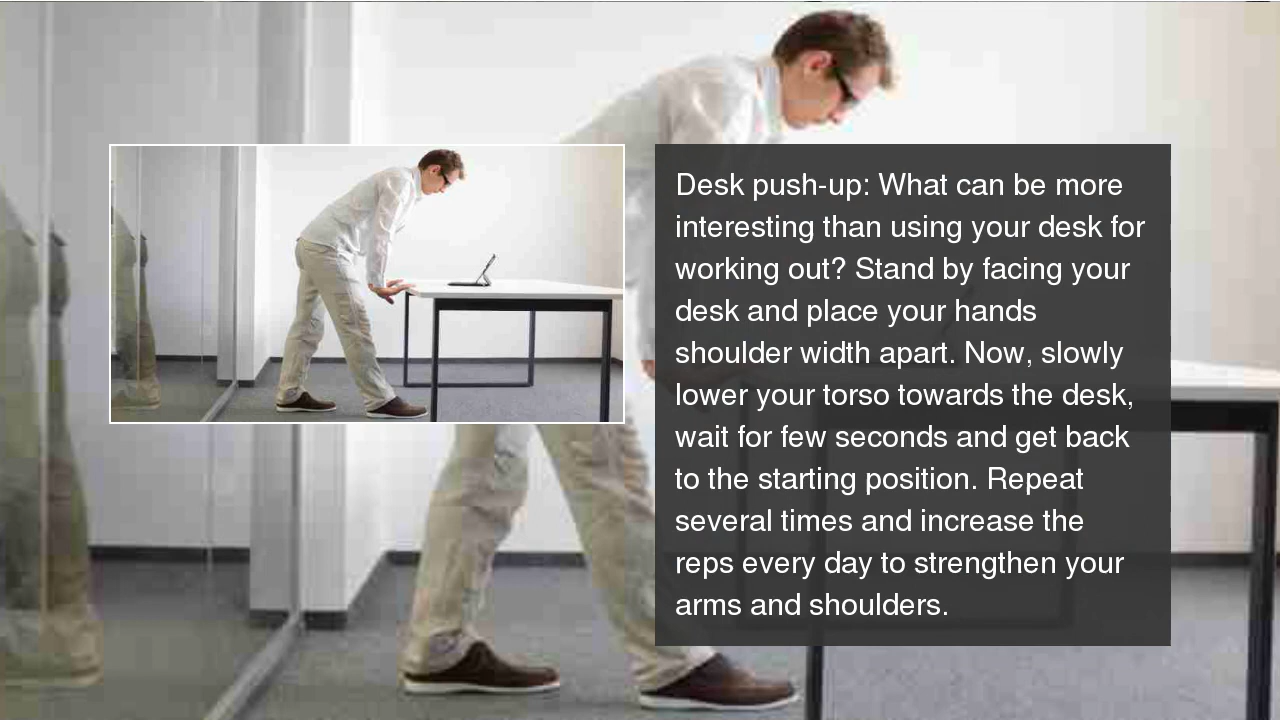 Desk push-up: What can be more
interesting than using your desk for
working out? Stand by facing your
desk and place your hands
shoulder width apart. Now, slowly
lower your torso towards the desk,
wait for few seconds and get back
to the starting position. Repeat
several times and increase the
reps every day to strengthen your
arms and shoulders.